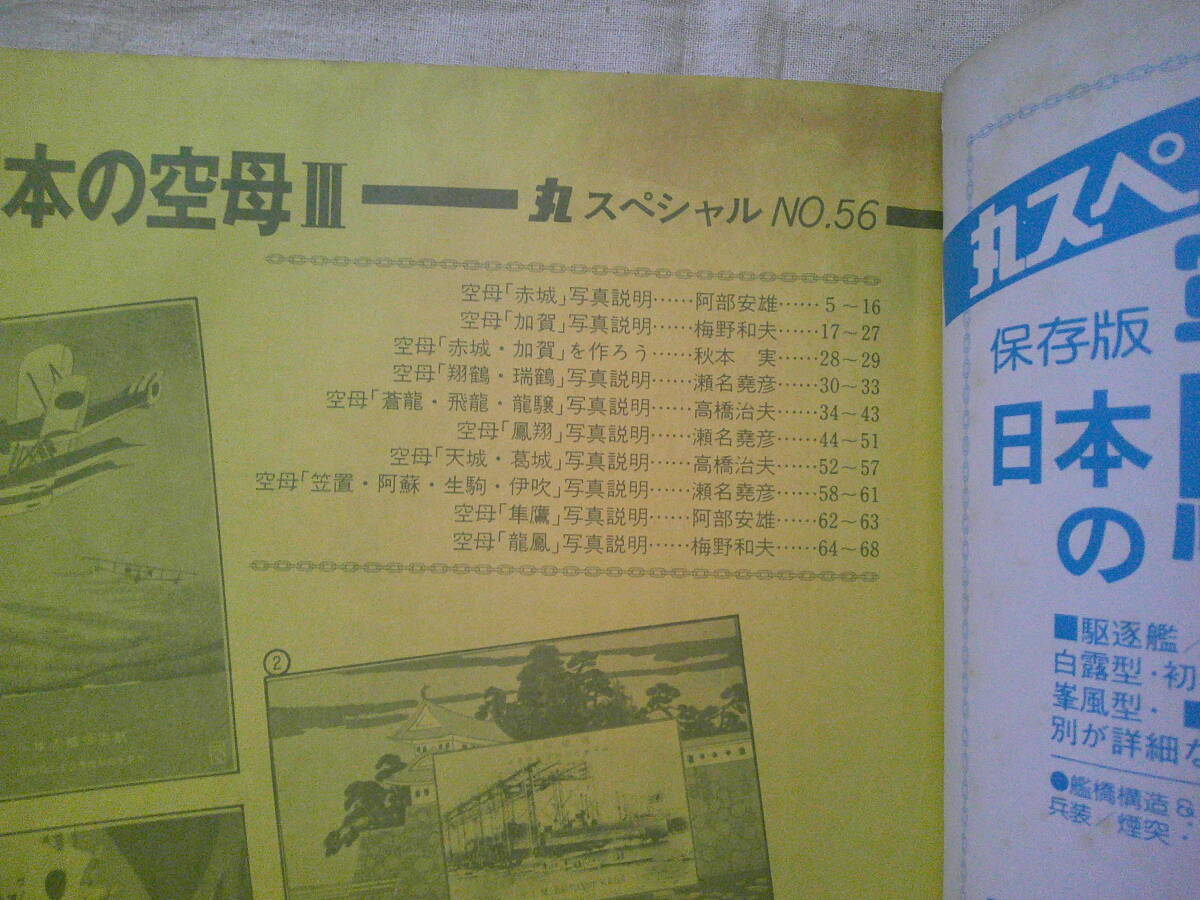 本の空母Ⅲ━━丸スペシャル NO.56━
空母「赤城」写真説明……阿部安雄……5～16
空母「加賀」写真説明……梅野和夫……17～27
空母「赤城・加賀」を作ろう……秋本 実……28～29
空母「翔鶴・瑞鶴」写真説明……瀬名堯彦……30～33
空母「蒼龍・飛龍・龍驤」写真説明……高橋治夫……34～43
空母「鳳翔」写真説明……瀬名堯彦……44～51
空母「天城・葛城」写真説明……高橋治夫……52～57
空母「笠置・阿蘇・生駒・伊吹」写真説明……瀬名堯彦……58～61
空母「隼鷹」写真説明……阿部安雄……62～63
空母「龍鳳」写真説明……梅野和夫……64～68
②
丸スペ
保存版
日本
の
■駆逐艦／
白露型・初
峯風型・■
別が詳細な
●艦橋構造&
兵装／煙突・